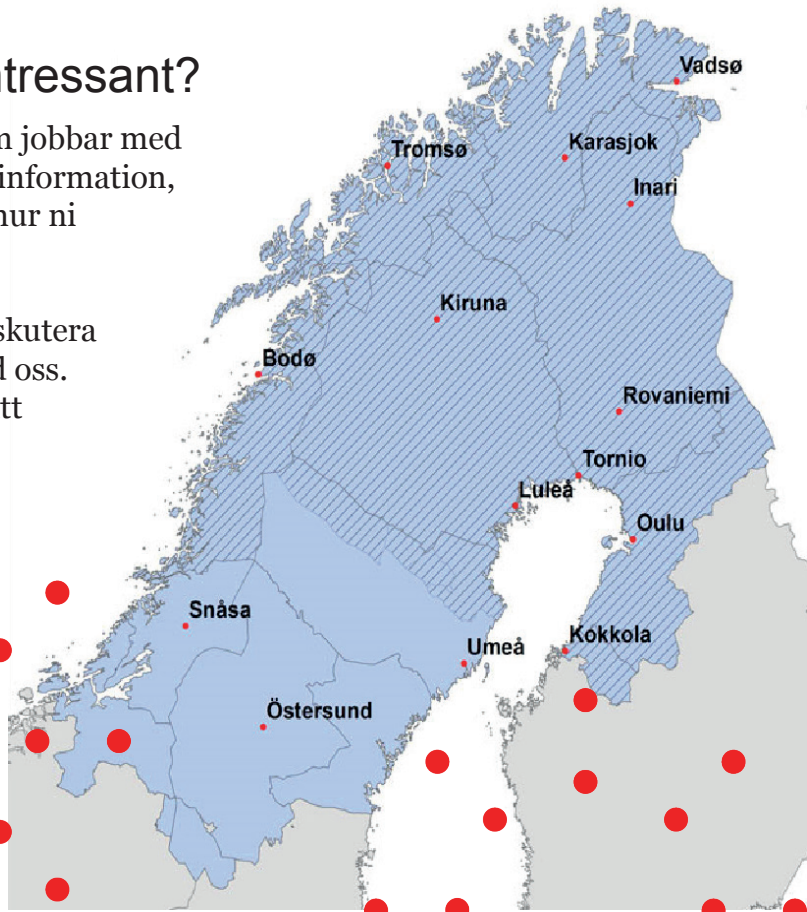 ntressant?
n jobbar med
information,
nur ni
skutera
d oss.
tt
Vadsø
Karasjok
Tromsø
Inari
Kiruna
Bodø
Rovaniemi
Tornio
Luleå
Oulu
Snåsa
Kokkola
Umeå
Östersund